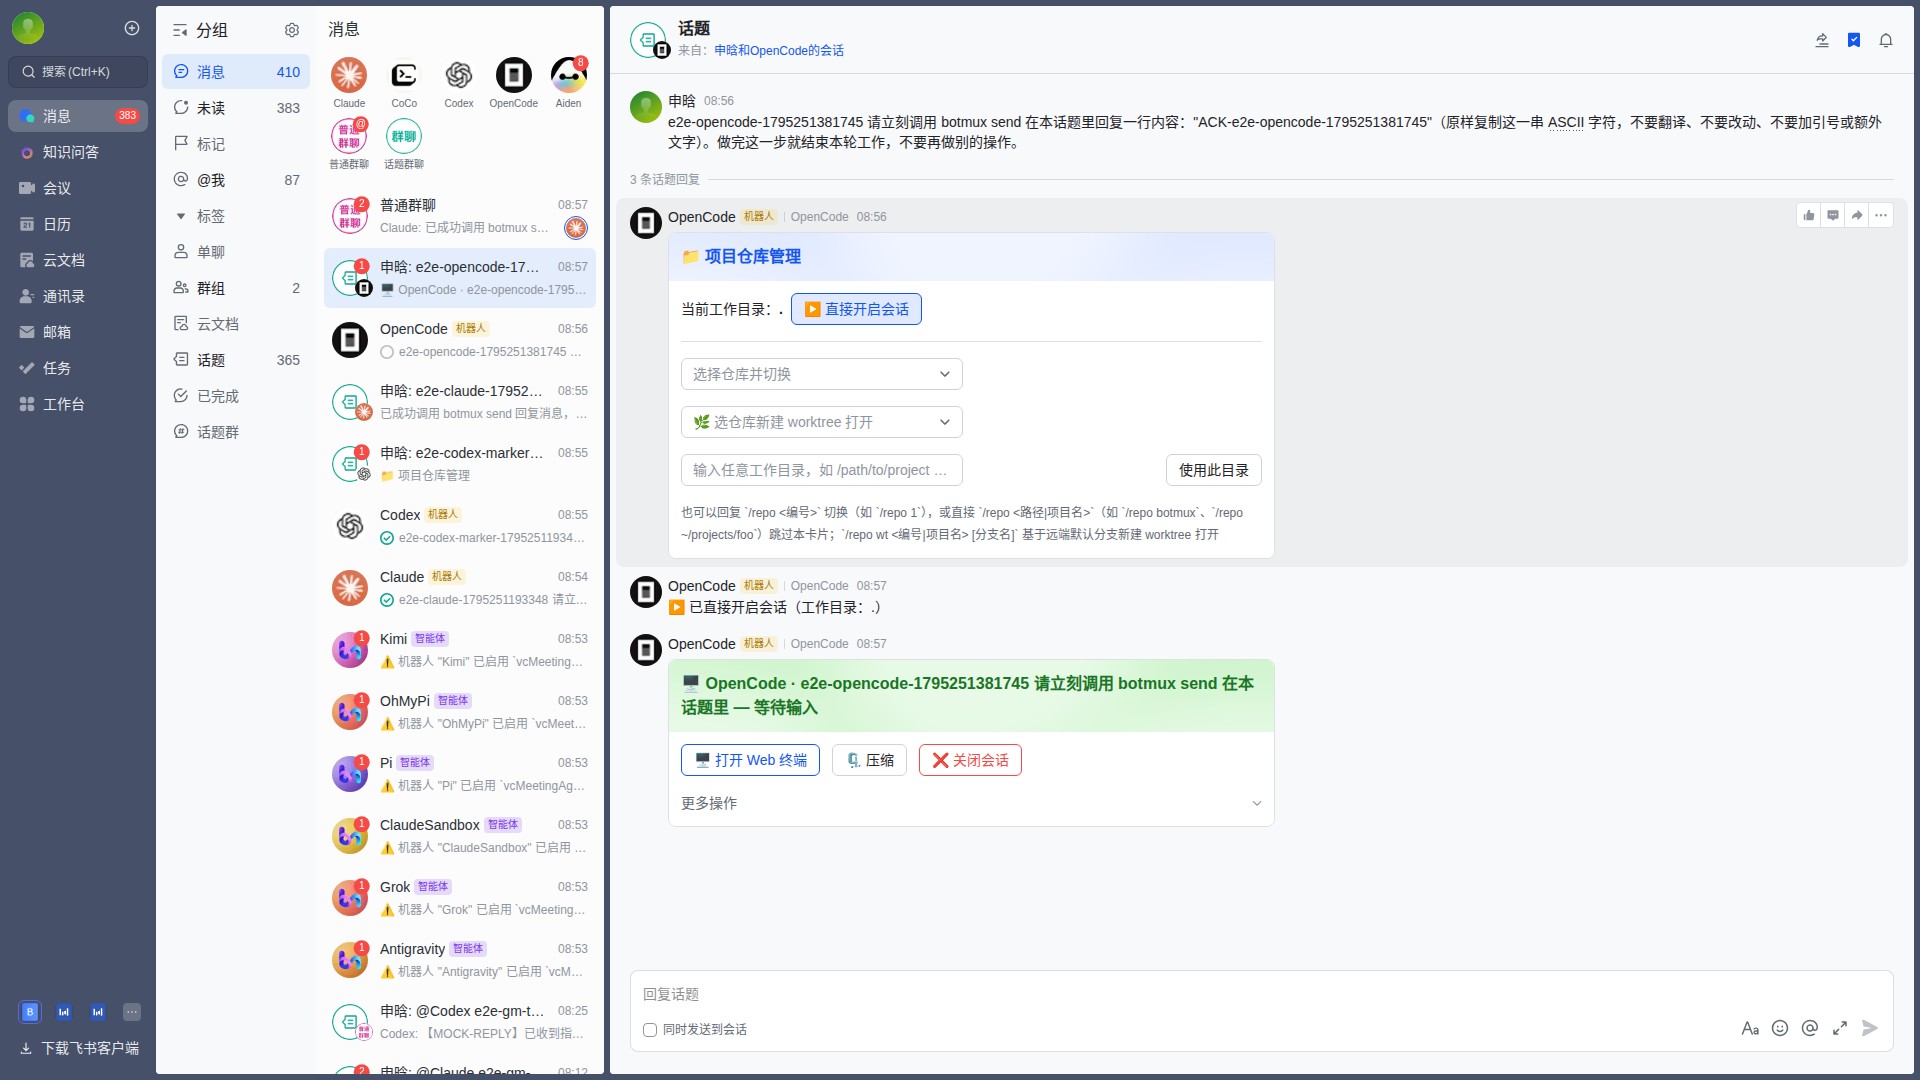 搜索 (Ctrl+K)
消息 383
知识问答
会议
日历
云文档
通讯录
邮箱
任务
工作台
下载飞书客户端
分组
消息 410
未读 383
标记
@我 87
标签
单聊
群组 2
云文档
话题 365
已完成
话题群
消息
Claude
CoCo
Codex
OpenCode
8
Aiden
普通群聊
@
普通群聊
群聊
话题群聊
2
普通群聊 08:57
Claude: 已成功调用 botmux s…
1
申晗: e2e-opencode-17… 08:57
🖥️ OpenCode · e2e-opencode-1795…
OpenCode 机器人 08:56
e2e-opencode-1795251381745 …
申晗: e2e-claude-17952… 08:55
已成功调用 botmux send 回复消息，…
1
申晗: e2e-codex-marker… 08:55
📁 项目仓库管理
Codex 机器人 08:55
e2e-codex-marker-17952511934…
Claude 机器人 08:54
e2e-claude-1795251193348 请立…
1
Kimi 智能体 08:53
⚠️ 机器人 "Kimi" 已启用 `vcMeeting…
1
OhMyPi 智能体 08:53
⚠️ 机器人 "OhMyPi" 已启用 `vcMeet…
1
Pi 智能体 08:53
⚠️ 机器人 "Pi" 已启用 `vcMeetingAg…
1
ClaudeSandbox 智能体 08:53
⚠️ 机器人 "ClaudeSandbox" 已启用 …
1
Grok 智能体 08:53
⚠️ 机器人 "Grok" 已启用 `vcMeeting…
1
Antigravity 智能体 08:53
⚠️ 机器人 "Antigravity" 已启用 `vcM…
申晗: @Codex e2e-gm-t… 08:25
Codex: 【MOCK-REPLY】已收到指…
2
申晗: @Claude e2e-gm-… 08:12
话题
来自：申晗和OpenCode的会话
申晗 08:56
e2e-opencode-1795251381745 请立刻调用 botmux send 在本话题里回复一行内容："ACK-e2e-opencode-1795251381745"（原样复制这一串 ASCII 字符，不要翻译、不要改动、不要加引号或额外
文字）。做完这一步就结束本轮工作，不要再做别的操作。
3 条话题回复
OpenCode 机器人 OpenCode 08:56
📁 项目仓库管理
当前工作目录：. ▶️ 直接开启会话
选择仓库并切换
🌿 选仓库新建 worktree 打开
输入任意工作目录，如 /path/to/project … 使用此目录
也可以回复 `/repo <编号>` 切换（如 `/repo 1`），或直接 `/repo <路径|项目名>`（如 `/repo botmux`、`/repo
~/projects/foo`）跳过本卡片；`/repo wt <编号|项目名> [分支名]` 基于远端默认分支新建 worktree 打开
OpenCode 机器人 OpenCode 08:57
▶️ 已直接开启会话（工作目录：.）
OpenCode 机器人 OpenCode 08:57
🖥️ OpenCode · e2e-opencode-1795251381745 请立刻调用 botmux send 在本
话题里 — 等待输入
🖥️ 打开 Web 终端 🗜️ 压缩 ❌ 关闭会话
更多操作
回复话题
同时发送到会话